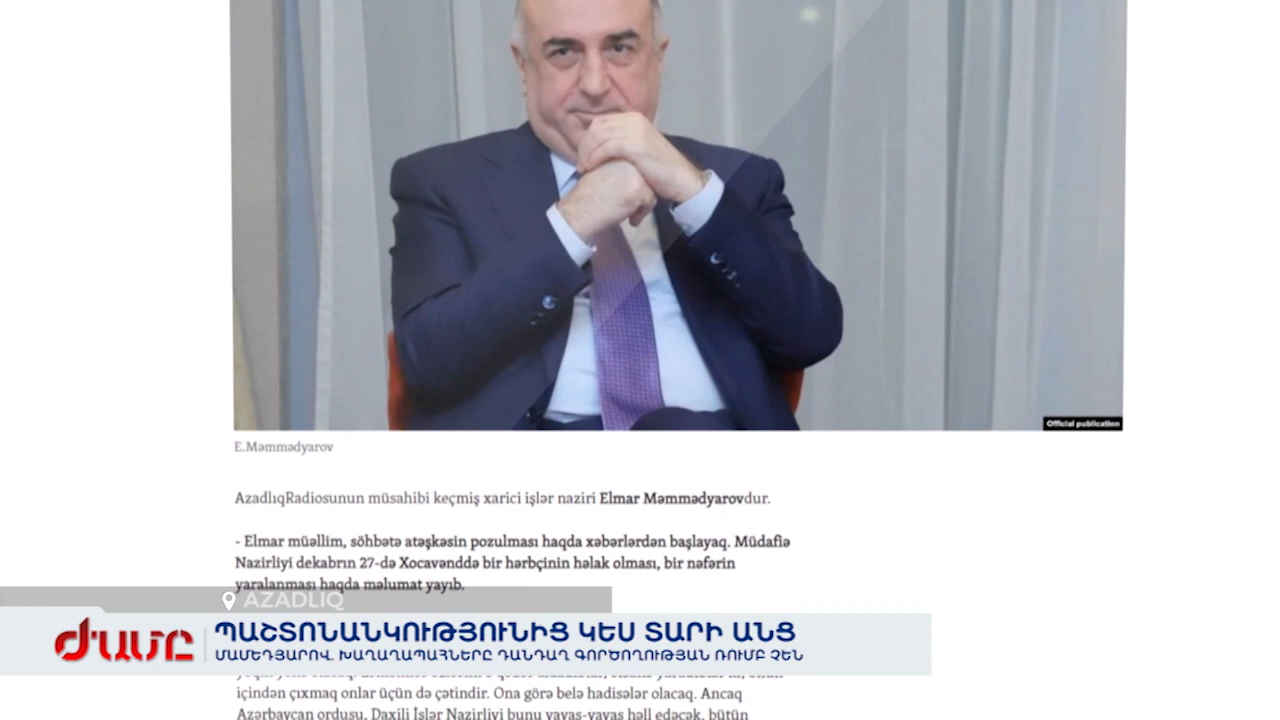 Official publication
E.Məmmədyarov
AzadlıqRadiosunun müsahibi keçmiş xarici işlər naziri Elmar Məmmədyarovdur.
- Elmar müəllim, söhbətə atəşkəsin pozulması haqda xəbərlərdən başlayaq. Müdafiə
Nazirliyi dekabrın 27-də Xocavənddə bir hərbçinin həlak olması, bir nəfərin
yaralanması haqda məlumat yayıb.
AZADLIQ
ԺԱՄԸ
ՊԱՇՏՈՆԱՆԿՈՒԹՅՈՒՆԻՑ ԿԵՍ ՏԱՐԻ ԱՆՑ
ՄԱՄԵԴՅԱՐՈՎ. ԽԱՂԱՂԱՊԱՀՆԵՐԸ ԴԱՆԴԱՂ ԳՈՐԾՈՂՈՒԹՅԱՆ ՌՈՒՄԲ ՉԵՆ
içindən çıxmaq onlar üçün də çətindir. Ona görə belə hadisələr olacaq. Ancaq
Azərbaycan ordusu, Daxili İşlər Nazirliyi bunu yavaş-yavaş həll edəcək, bütün